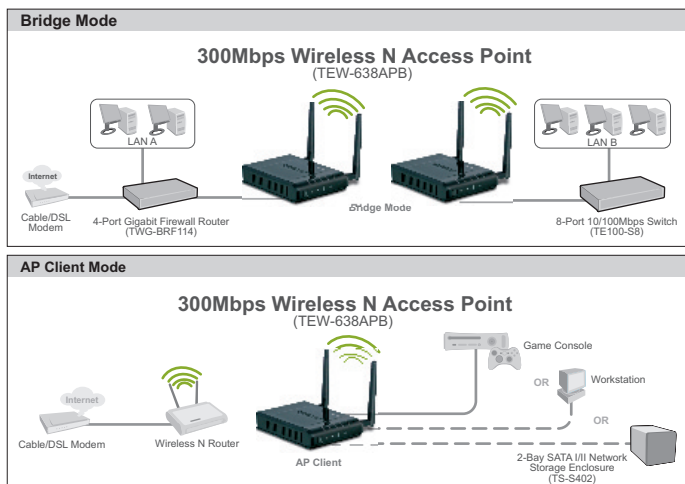 Bridge Mode
300Mbps Wireless N Access Point
(TEW-638APB)
LAN A
LAN B
Internet
Cable/DSL
Modem
4-Port Gigabit Firewall Router
(TWG-BRF114)
Bridge Mode
8-Port 10/100Mbps Switch
(TE100-S8)
AP Client Mode
300Mbps Wireless N Access Point
(TEW-638APB)
Game Console
Internet
OR
Workstation
OR
Cable/DSL Modem
Wireless N Router
AP Client
2-Bay SATA I/II Network
Storage Enclosure
(TS-S402)